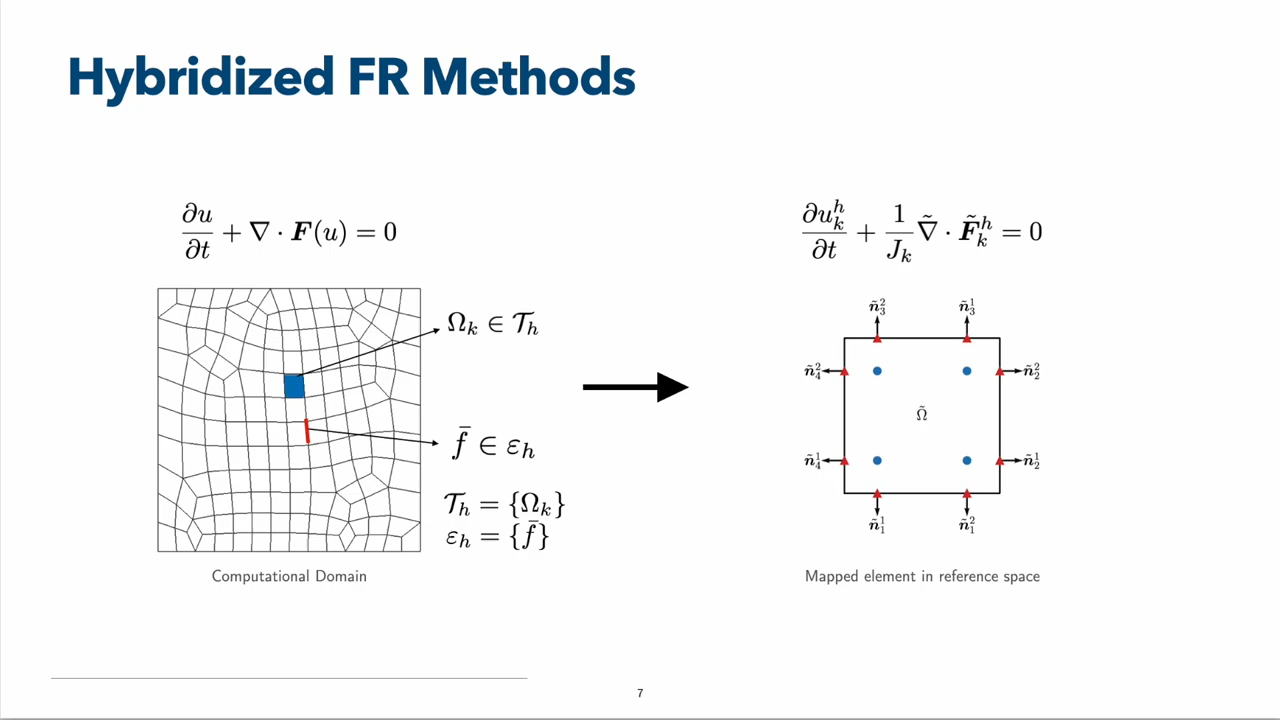 Hybridized FR Methods
∂u/∂t + ∇ · F(u) = 0
∂u_k^h/∂t + 1/J_k ∇̃ · F̃_k^h = 0
Ω_k ∈ 𝒯_h
f̄ ∈ ε_h
𝒯_h = {Ω_k}
ε_h = {f̄}
Computational Domain
ñ_3^2 ñ_3^1
ñ_4^2 ñ_2^2
Ω̃
ñ_4^1 ñ_2^1
ñ_1^1 ñ_1^2
Mapped element in reference space
7